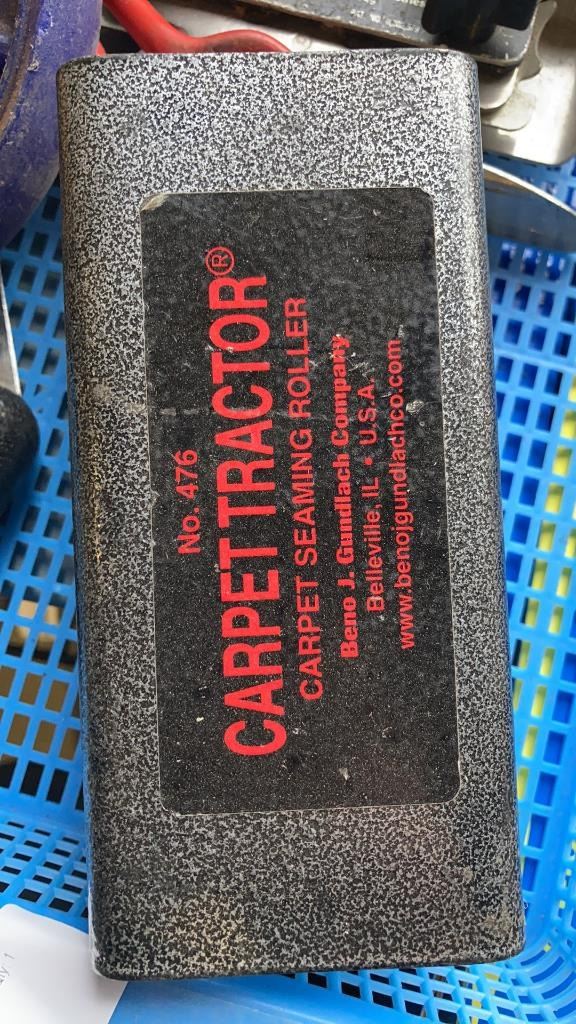 No. 476
CARPET TRACTOR®
CARPET SEAMING ROLLER
Beno J. Gundlach Company
Belleville, IL • U.S.A.
www.benojgundlachco.com